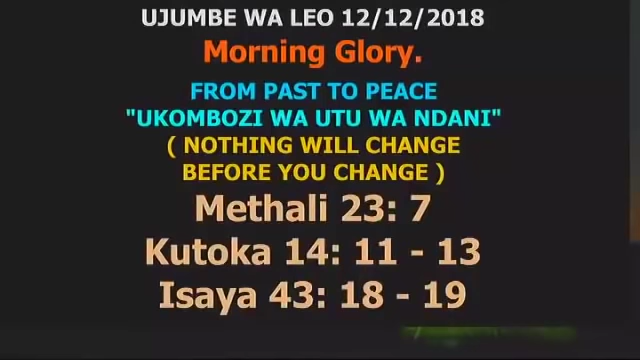 UJUMBE WA LEO 12/12/2018
Morning Glory.
FROM PAST TO PEACE
"UKOMBOZI WA UTU WA NDANI"
( NOTHING WILL CHANGE
BEFORE YOU CHANGE )
Methali 23: 7
Kutoka 14: 11 - 13
Isaya 43: 18 - 19